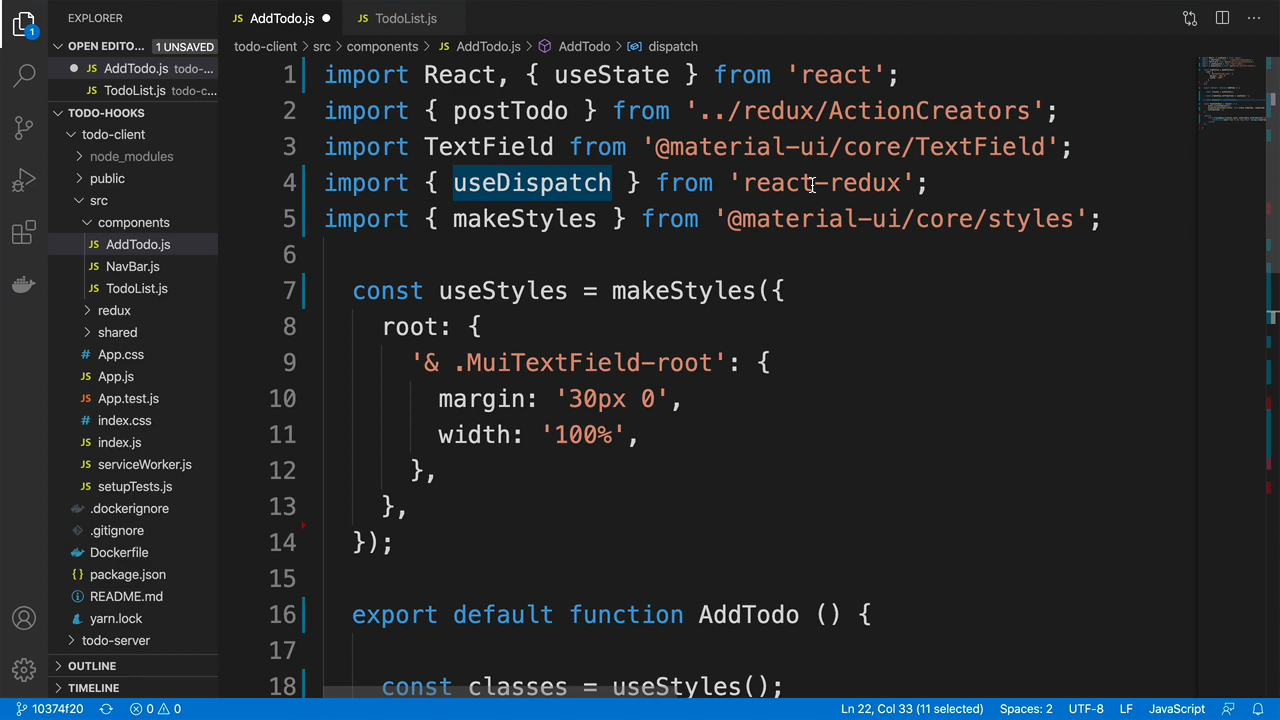 EXPLORER
AddTodo.js
TodoList.js
OPEN EDITO... 1 UNSAVED
AddTodo.js todo-...
TodoList.js todo-c...
TODO-HOOKS
todo-client
node_modules
public
src
components
AddTodo.js
NavBar.js
TodoList.js
redux
shared
App.css
App.js
App.test.js
index.css
index.js
serviceWorker.js
setupTests.js
.dockerignore
.gitignore
Dockerfile
package.json
README.md
yarn.lock
todo-server
OUTLINE
TIMELINE
todo-client > src > components > JS AddTodo.js > AddTodo > dispatch
1 import React, { useState } from 'react';
2 import { postTodo } from '../redux/ActionCreators';
3 import TextField from '@material-ui/core/TextField';
4 import { useDispatch } from 'react-redux';
5 import { makeStyles } from '@material-ui/core/styles';
6
7 const useStyles = makeStyles({
8 root: {
9 '& .MuiTextField-root': {
10 margin: '30px 0',
11 width: '100%',
12 },
13 },
14 });
15
16 export default function AddTodo () {
17
18 const classes = useStyles();
10374f20 0 0 Ln 22, Col 33 (11 selected) Spaces: 2 UTF-8 LF JavaScript